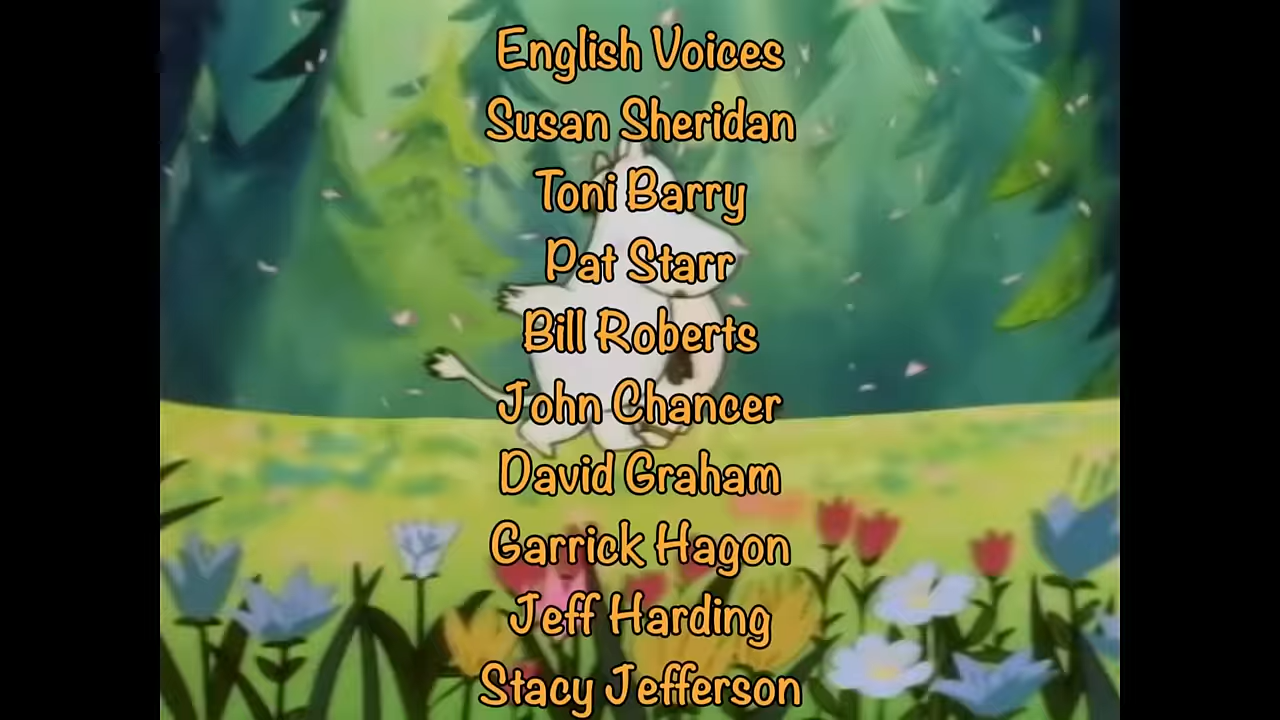 English Voices
Susan Sheridan
Toni Barry
Pat Starr
Bill Roberts
John Chancer
David Graham
Garrick Hagon
Jeff Harding
Stacy Jefferson